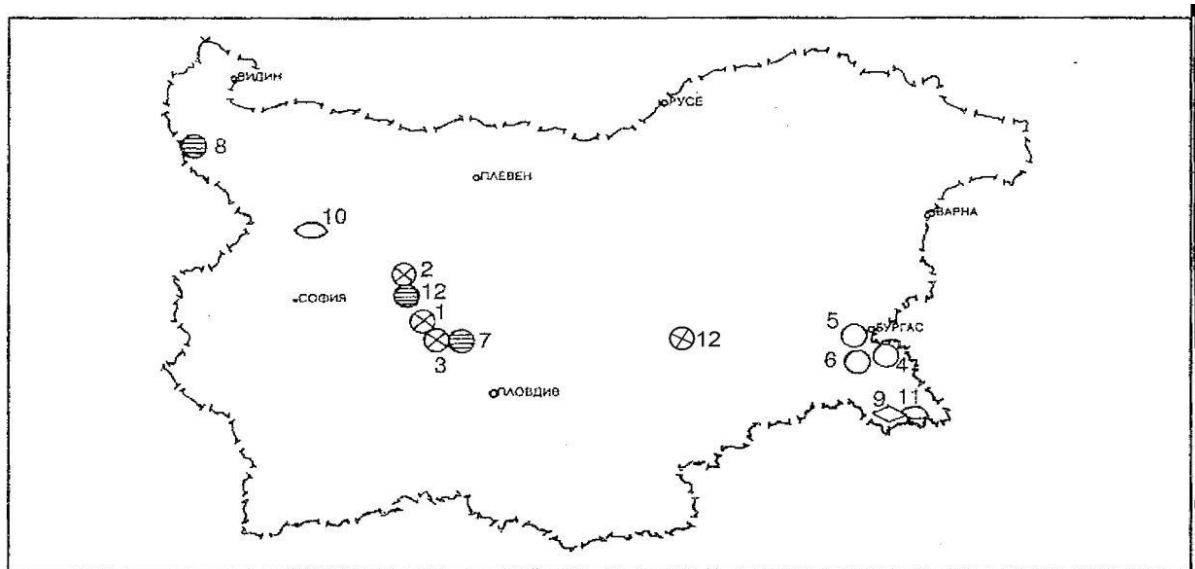 ВИДИН
РУСЕ
8
ПЛЕВЕН
10
ВАРНА
2
12
СОФИЯ
1
5
БУРГАС
3
7
12
6
4
ПЛОВДИВ
9
11